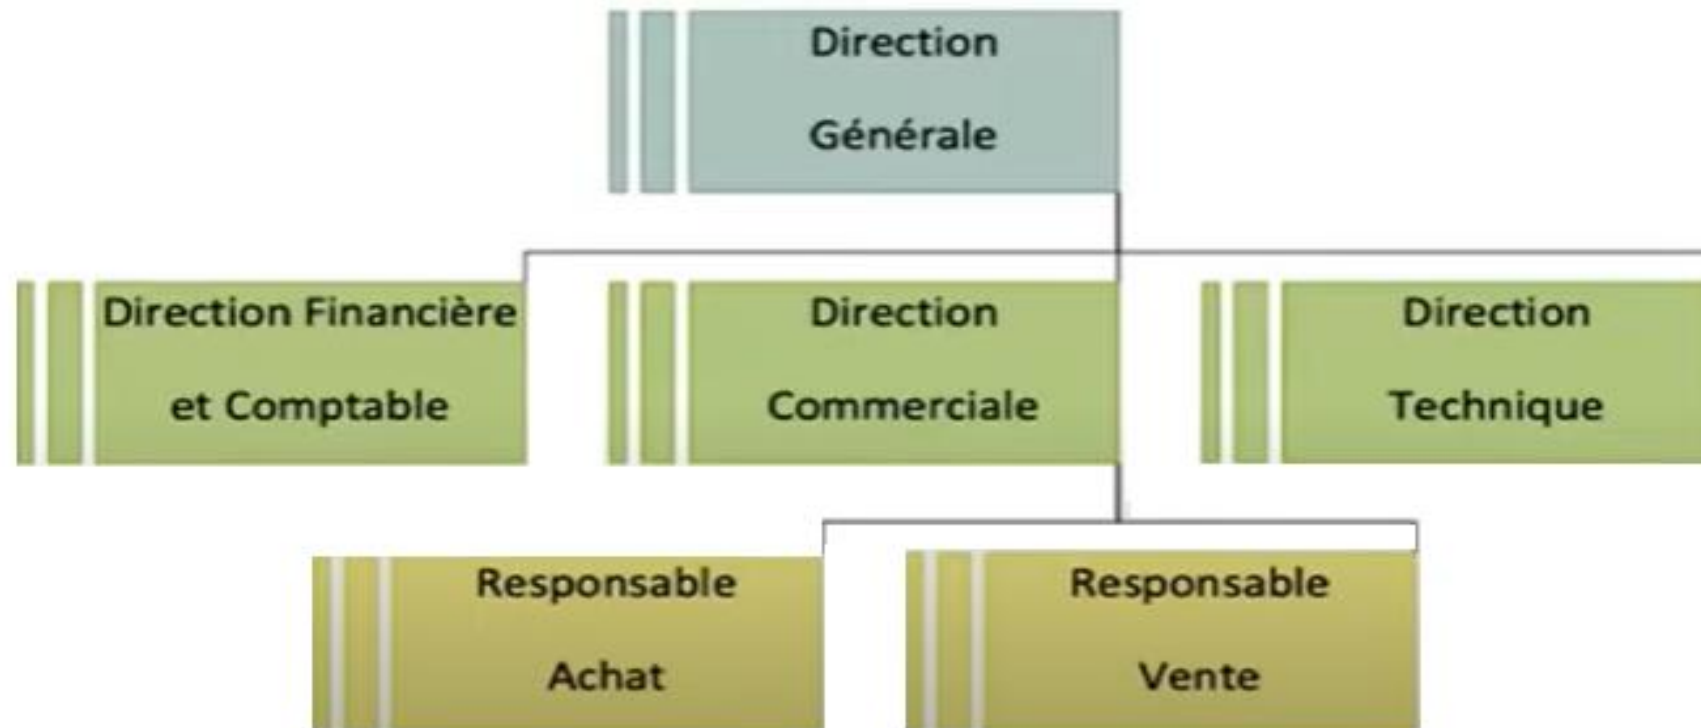 Direction
Générale
Direction Financière
et Comptable
Direction
Commerciale
Direction
Technique
Responsable
Achat
Responsable
Vente